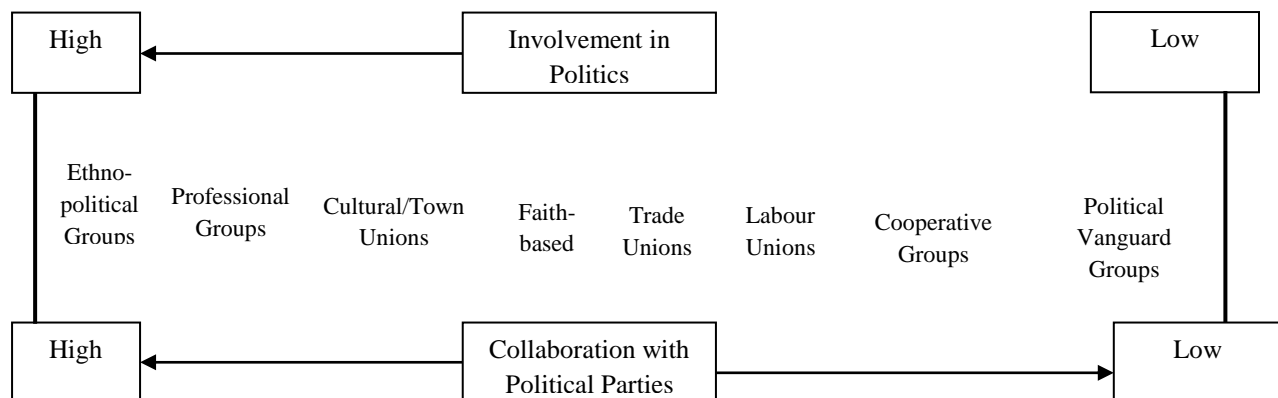 High
Involvement in
Politics
Low
Ethno-
political
Groups
Professional
Groups
Cultural/Town
Unions
Faith-
based
Trade
Unions
Labour
Unions
Cooperative
Groups
Political
Vanguard
Groups
High
Collaboration with
Political Parties
Low